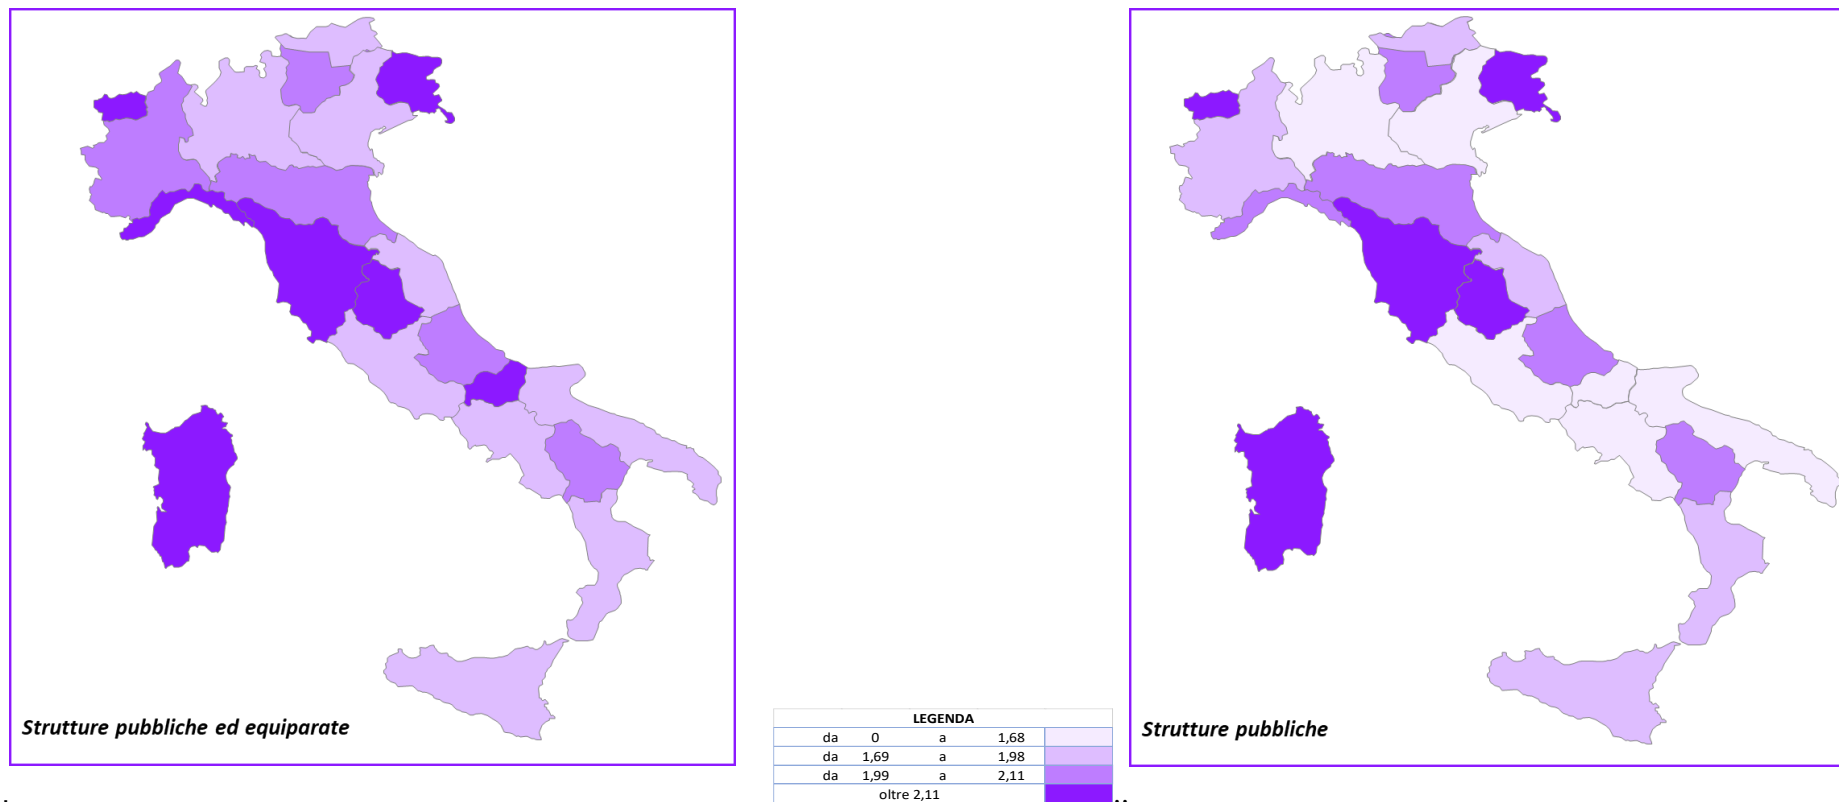 Strutture pubbliche ed equiparate
LEGENDA
da 0 a 1,68
da 1,69 a 1,98
da 1,99 a 2,11
oltre 2,11
Strutture pubbliche